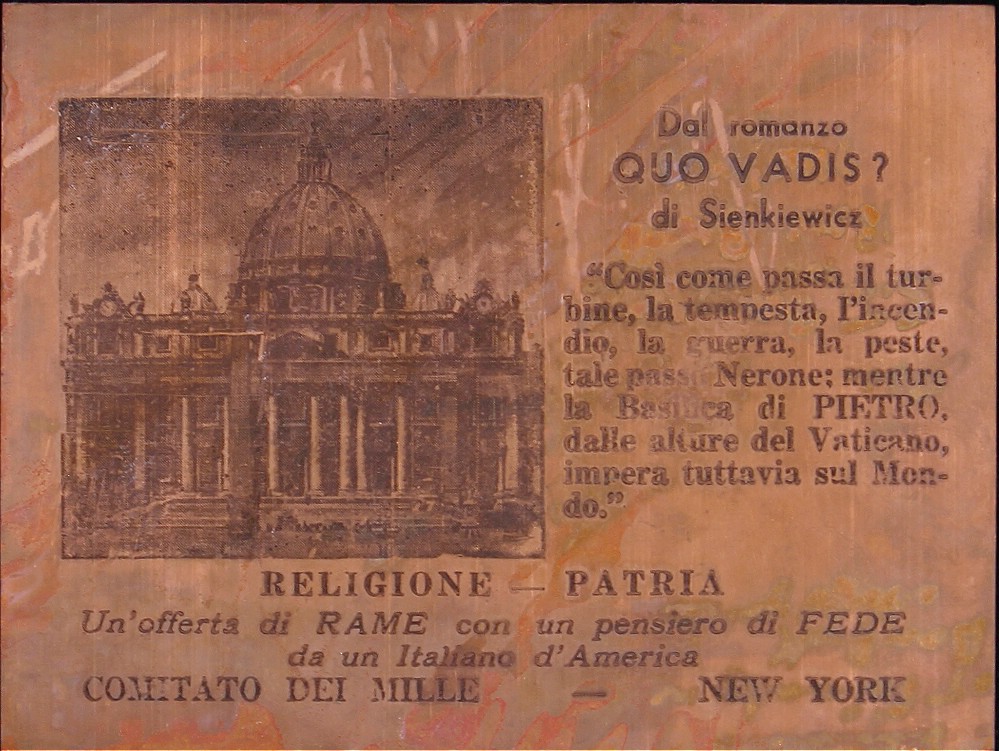 Dal romanzo
QUO VADIS?
di Sienkiewicz
“Così come passa il tur-
bine, la tempesta, l’incen-
dio, la guerra, la peste,
tale passò Nerone; mentre
la Basilica di PIETRO,
dalle alture del Vaticano,
impera tuttavia sul Mon-
do.”
RELIGIONE — PATRIA
Un’offerta di RAME con un pensiero di FEDE
da un Italiano d’America
COMITATO DEI MILLE — NEW YORK